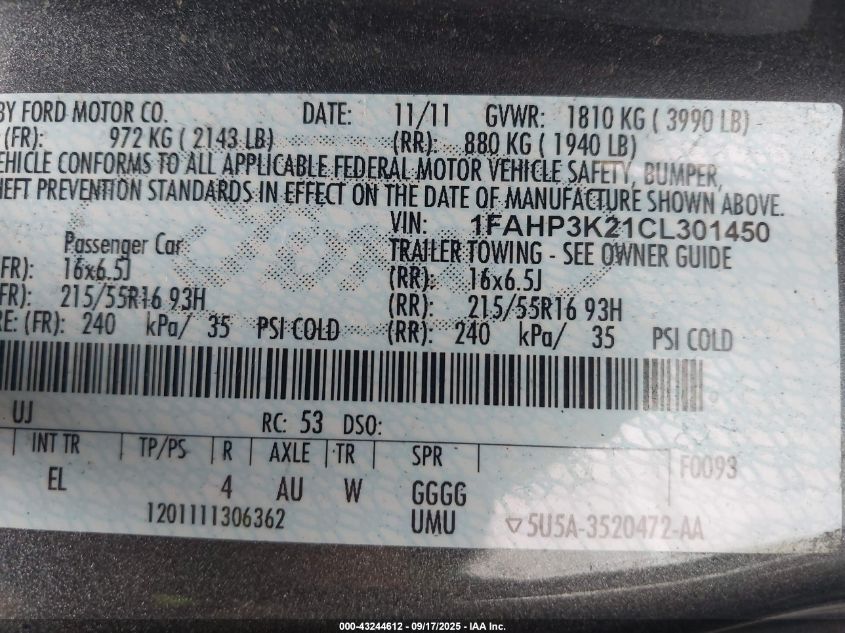 BY FORD MOTOR CO. DATE: 11/11 GVWR: 1810 KG ( 3990 LB)
(FR): 972 KG ( 2143 LB) (RR): 880 KG ( 1940 LB)
EHICLE CONFORMS TO ALL APPLICABLE FEDERAL MOTOR VEHICLE SAFETY, BUMPER,
HEFT PREVENTION STANDARDS IN EFFECT ON THE DATE OF MANUFACTURE SHOWN ABOVE.
VIN: 1FAHP3K21CL301450
Passenger Car TRAILER TOWING - SEE OWNER GUIDE
FR): 16x6.5J (RR): 16x6.5J
FR): 215/55R16 93H (RR): 215/55R16 93H
RE: (FR): 240 kPa/ 35 PSI COLD (RR): 240 kPa/ 35 PSI COLD
UJ RC: 53 DSO:
INT TR TP/PS R AXLE TR SPR F0093
EL 4 AU W GGGG
1201111306362 UMU ▽5U5A-3520472-AA
000-43244612 - 09/17/2025 - IAA Inc.